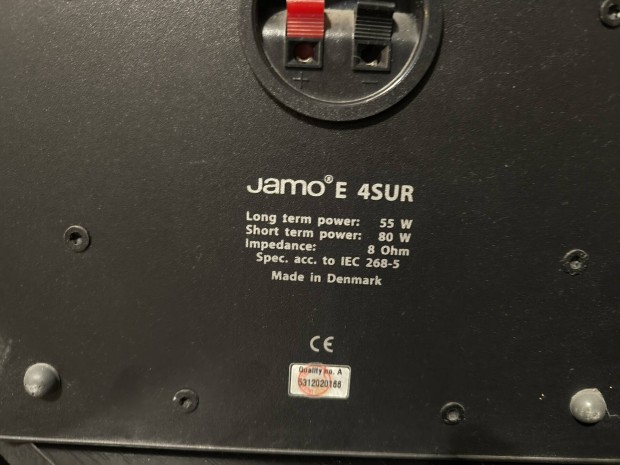 + −
Jamo® E 4SUR
Long term power: 55 W
Short term power: 80 W
Impedance: 8 Ohm
Spec. acc. to IEC 268-5
Made in Denmark
CE
Quality no. A